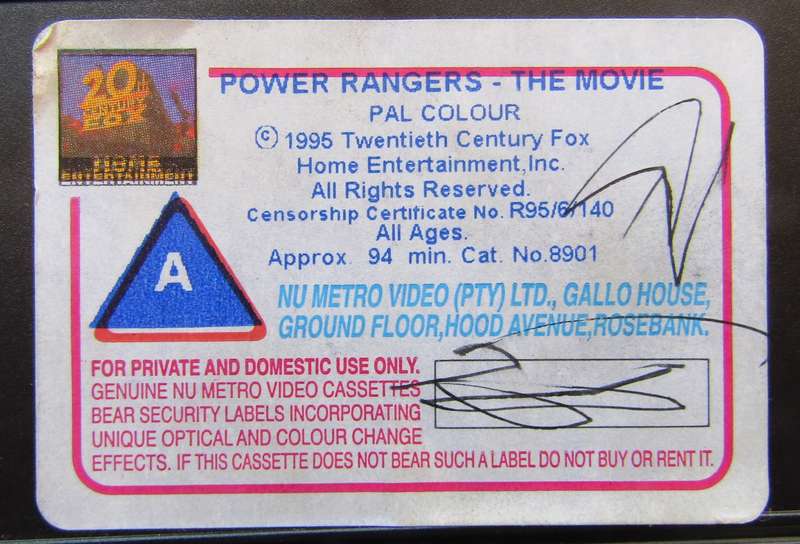 20th
CENTURY
FOX
HOME
ENTERTAINMENT
POWER RANGERS - THE MOVIE
PAL COLOUR
© 1995 Twentieth Century Fox
Home Entertainment,Inc.
All Rights Reserved.
Censorship Certificate No. R95/6/140
All Ages.
Approx. 94 min. Cat. No.8901
A
NU METRO VIDEO (PTY) LTD., GALLO HOUSE,
GROUND FLOOR,HOOD AVENUE,ROSEBANK.
FOR PRIVATE AND DOMESTIC USE ONLY.
GENUINE NU METRO VIDEO CASSETTES
BEAR SECURITY LABELS INCORPORATING
UNIQUE OPTICAL AND COLOUR CHANGE
EFFECTS. IF THIS CASSETTE DOES NOT BEAR SUCH A LABEL DO NOT BUY OR RENT IT.